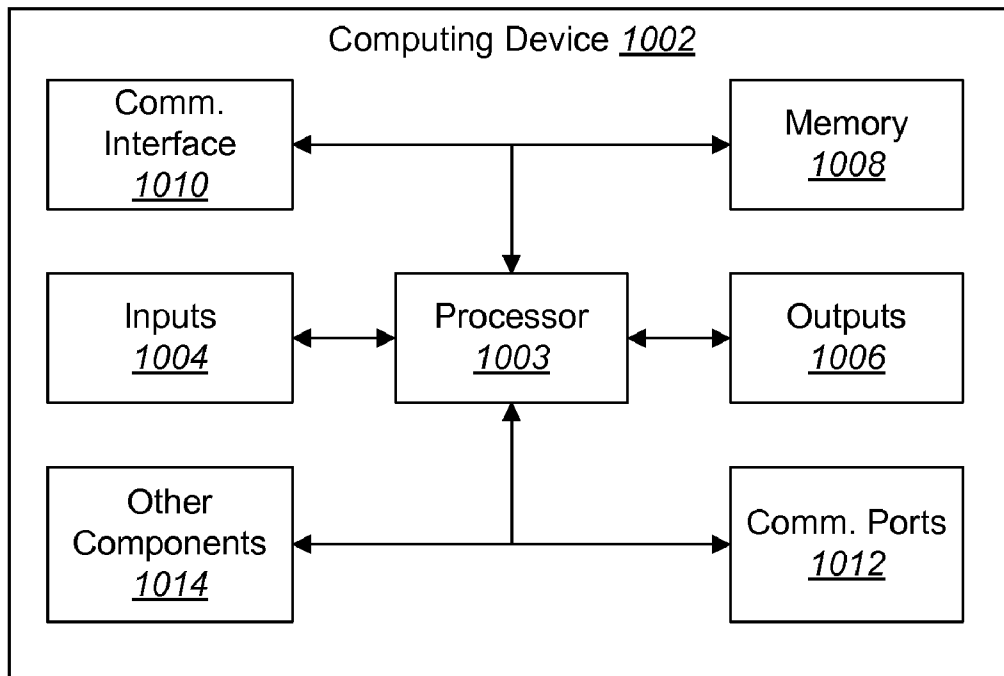 Computing Device 1002
Comm.
Interface
1010
Memory
1008
Inputs
1004
Processor
1003
Outputs
1006
Other
Components
1014
Comm. Ports
1012